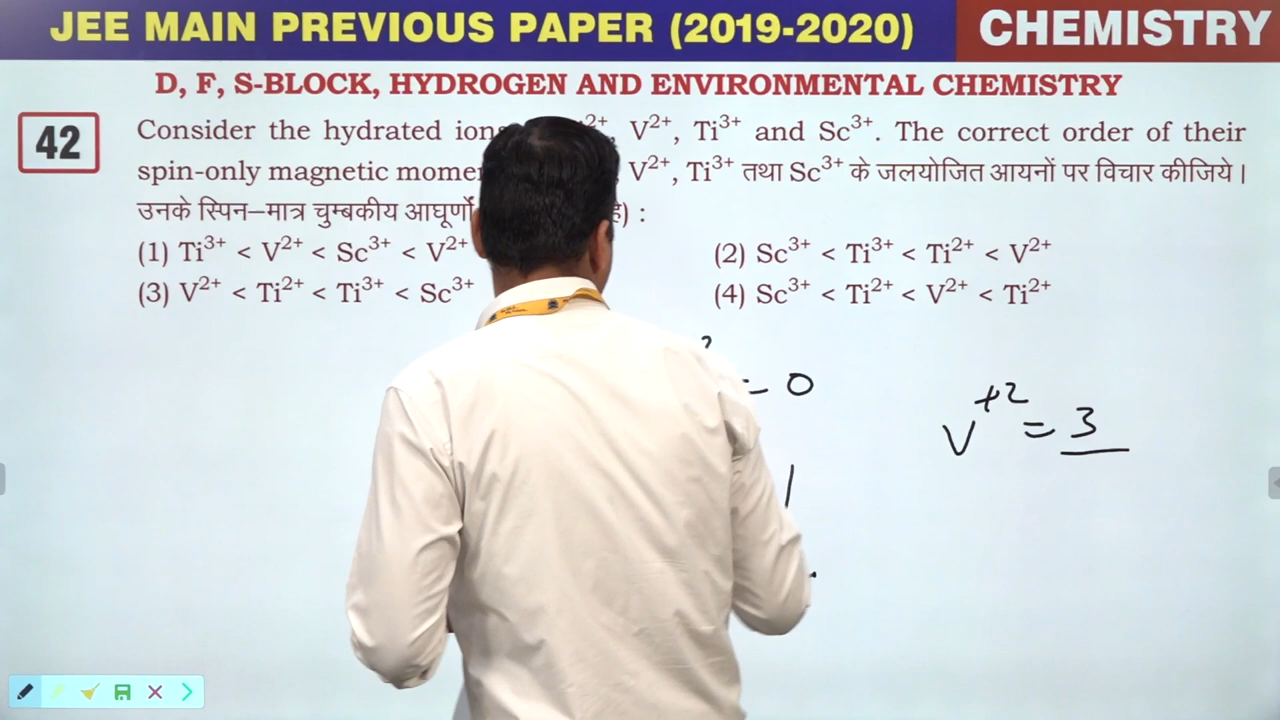 JEE MAIN PREVIOUS PAPER (2019-2020) CHEMISTRY
D, F, S-BLOCK, HYDROGEN AND ENVIRONMENTAL CHEMISTRY
42 Consider the hydrated ions V²⁺, Ti³⁺ and Sc³⁺. The correct order of their
spin-only magnetic V²⁺, Ti³⁺ तथा Sc³⁺ के जलयोजित आयनों पर विचार कीजिये।
उनके स्पिन–मात्र चुम्बकीय आघूर्णों :
(1) Ti³⁺ < V²⁺ < Sc³⁺ < V²⁺ (2) Sc³⁺ < Ti³⁺ < Ti²⁺ < V²⁺
(3) V²⁺ < Ti²⁺ < Ti³⁺ < Sc³⁺ (4) Sc³⁺ < Ti²⁺ < V²⁺ < Ti²⁺
= 0
V⁺² = 3
1